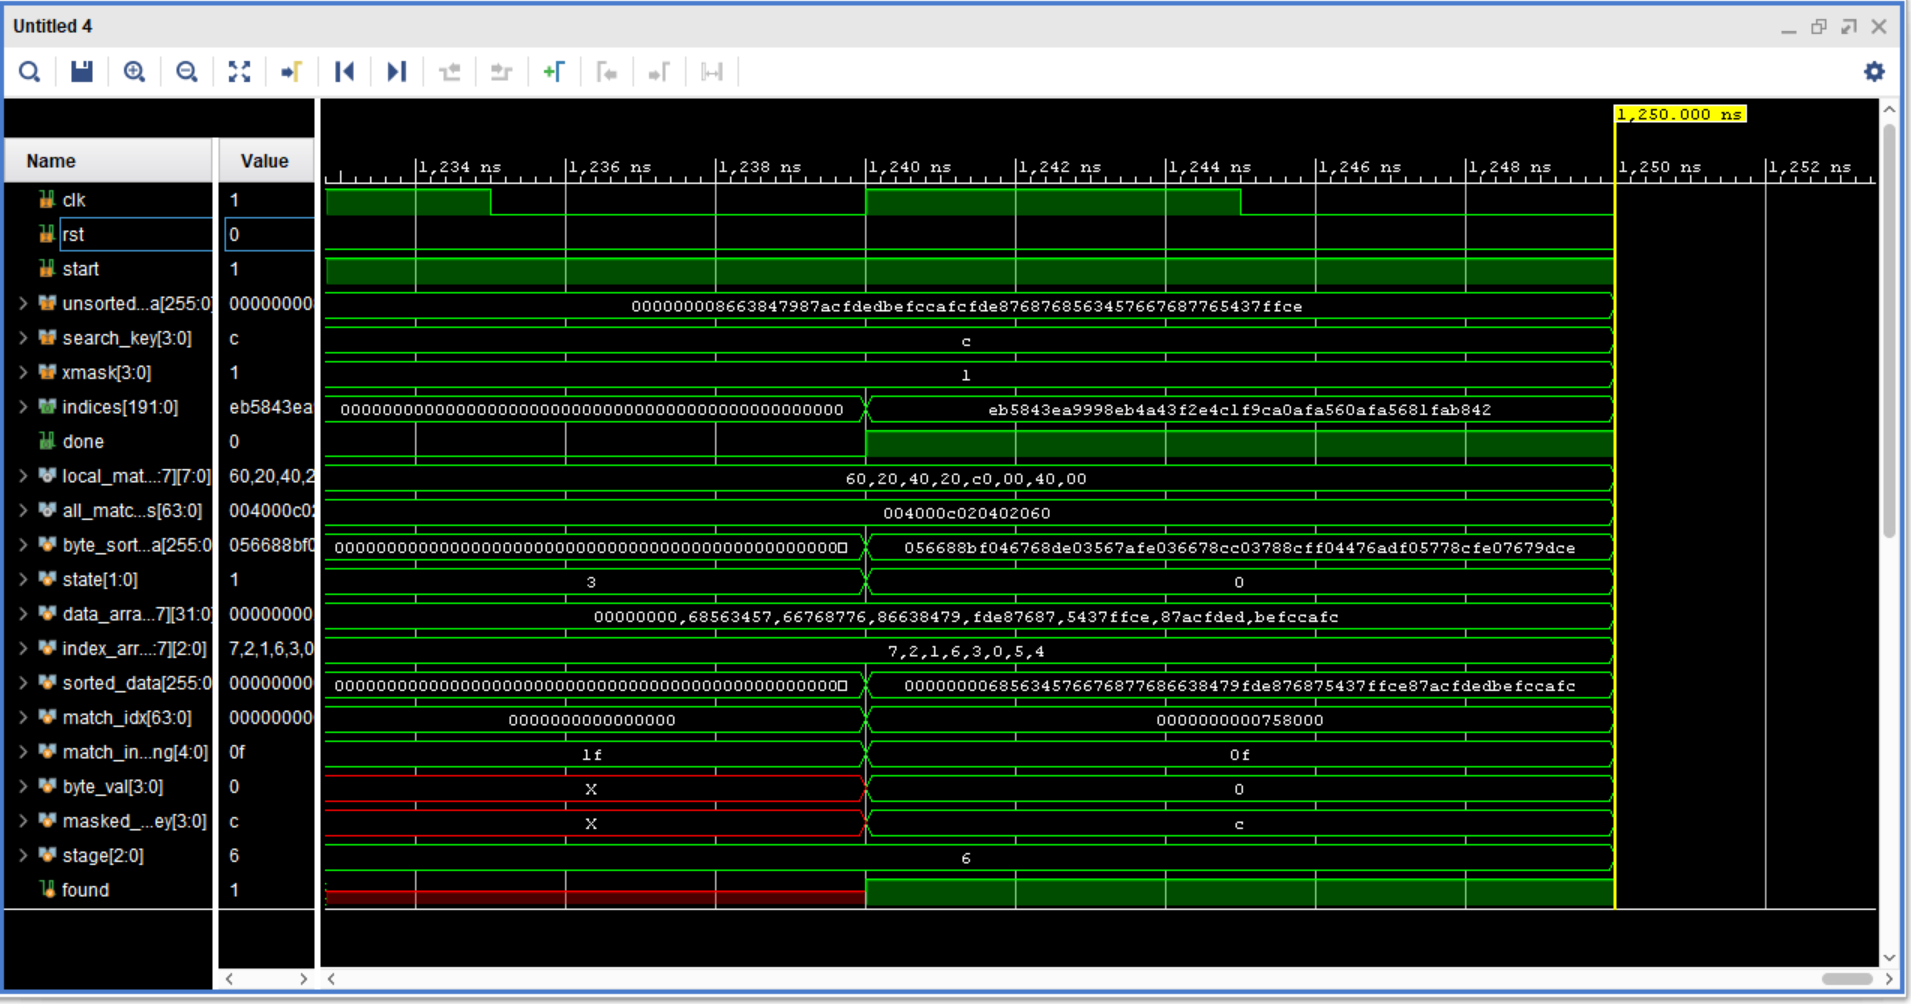 Untitled 4
1,250.000 ns
Name Value 1,234 ns 1,236 ns 1,238 ns 1,240 ns 1,242 ns 1,244 ns 1,246 ns 1,248 ns 1,250 ns 1,252 ns
clk 1
rst 0
start 1
unsorted...a[255:0] 00000000 000000008663847987acfdedbefccafcfde8768768563457667687765437ffce
search_key[3:0] c c
xmask[3:0] 1 1
indices[191:0] eb5843ea 000000000000000000000000000000000000000000000000 eb5843ea9998eb4a43f2e4c1f9ca0afa560afa5681fab842
done 0
local_mat...:7][7:0] 60,20,40,2 60,20,40,20,c0,00,40,00
all_matc...s[63:0] 004000c02 004000c020402060
byte_sort...a[255:0 056688bf0 056688bf046768de03567afe036678cc03788cff04476adf05778cfe07679dce
state[1:0] 1 3 0
data_arra...7][31:0] 00000000 00000000,68563457,66768776,86638479,fde87687,5437ffce,87acfded,befccafc
index_arr...:7][2:0] 7,2,1,6,3,0 7,2,1,6,3,0,5,4
sorted_data[255:0 00000000 00000000685634576676877686638479fde876875437ffce87acfdedbefccafc
match_idx[63:0] 00000000 0000000000000000 0000000000758000
match_in...ng[4:0] 0f 1f 0f
byte_val[3:0] 0 X 0
masked_...ey[3:0] c X c
stage[2:0] 6 6
found 1